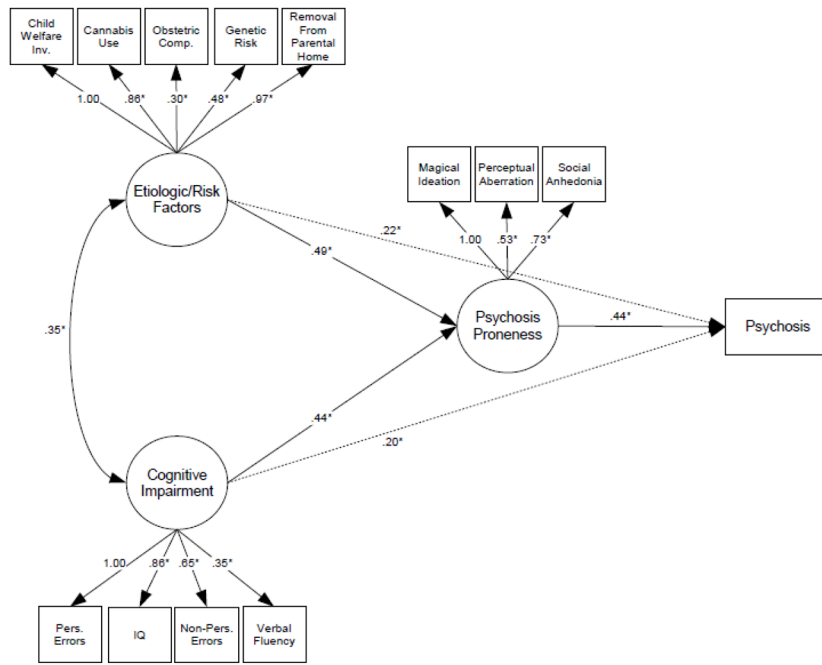 Child
Welfare
Inv.
Cannabis
Use
Obstetric
Comp.
Genetic
Risk
Removal
From
Parental
Home
1.00
.86*
.30*
.48*
.97*
Etiologic/Risk
Factors
Magical
Ideation
Perceptual
Aberration
Social
Anhedonia
1.00
.53*
.73*
.22*
.49*
.35*
Psychosis
Proneness
.44*
Psychosis
.44*
.20*
Cognitive
Impairment
1.00
.86*
.65*
.35*
Pers.
Errors
IQ
Non-Pers.
Errors
Verbal
Fluency